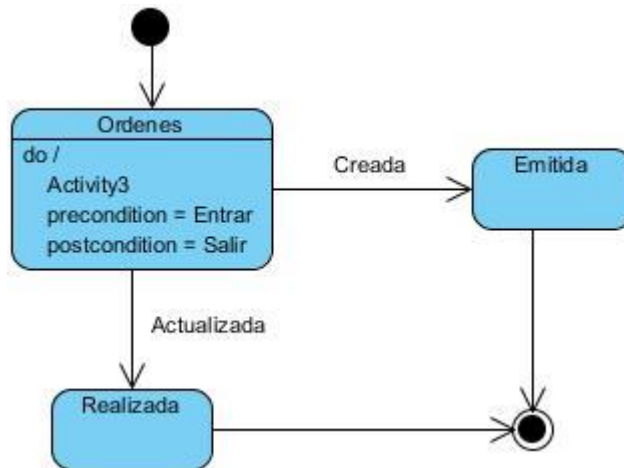 Ordenes
do /
Activity3
precondition = Entrar
postcondition = Salir
Creada
Emitida
Actualizada
Realizada